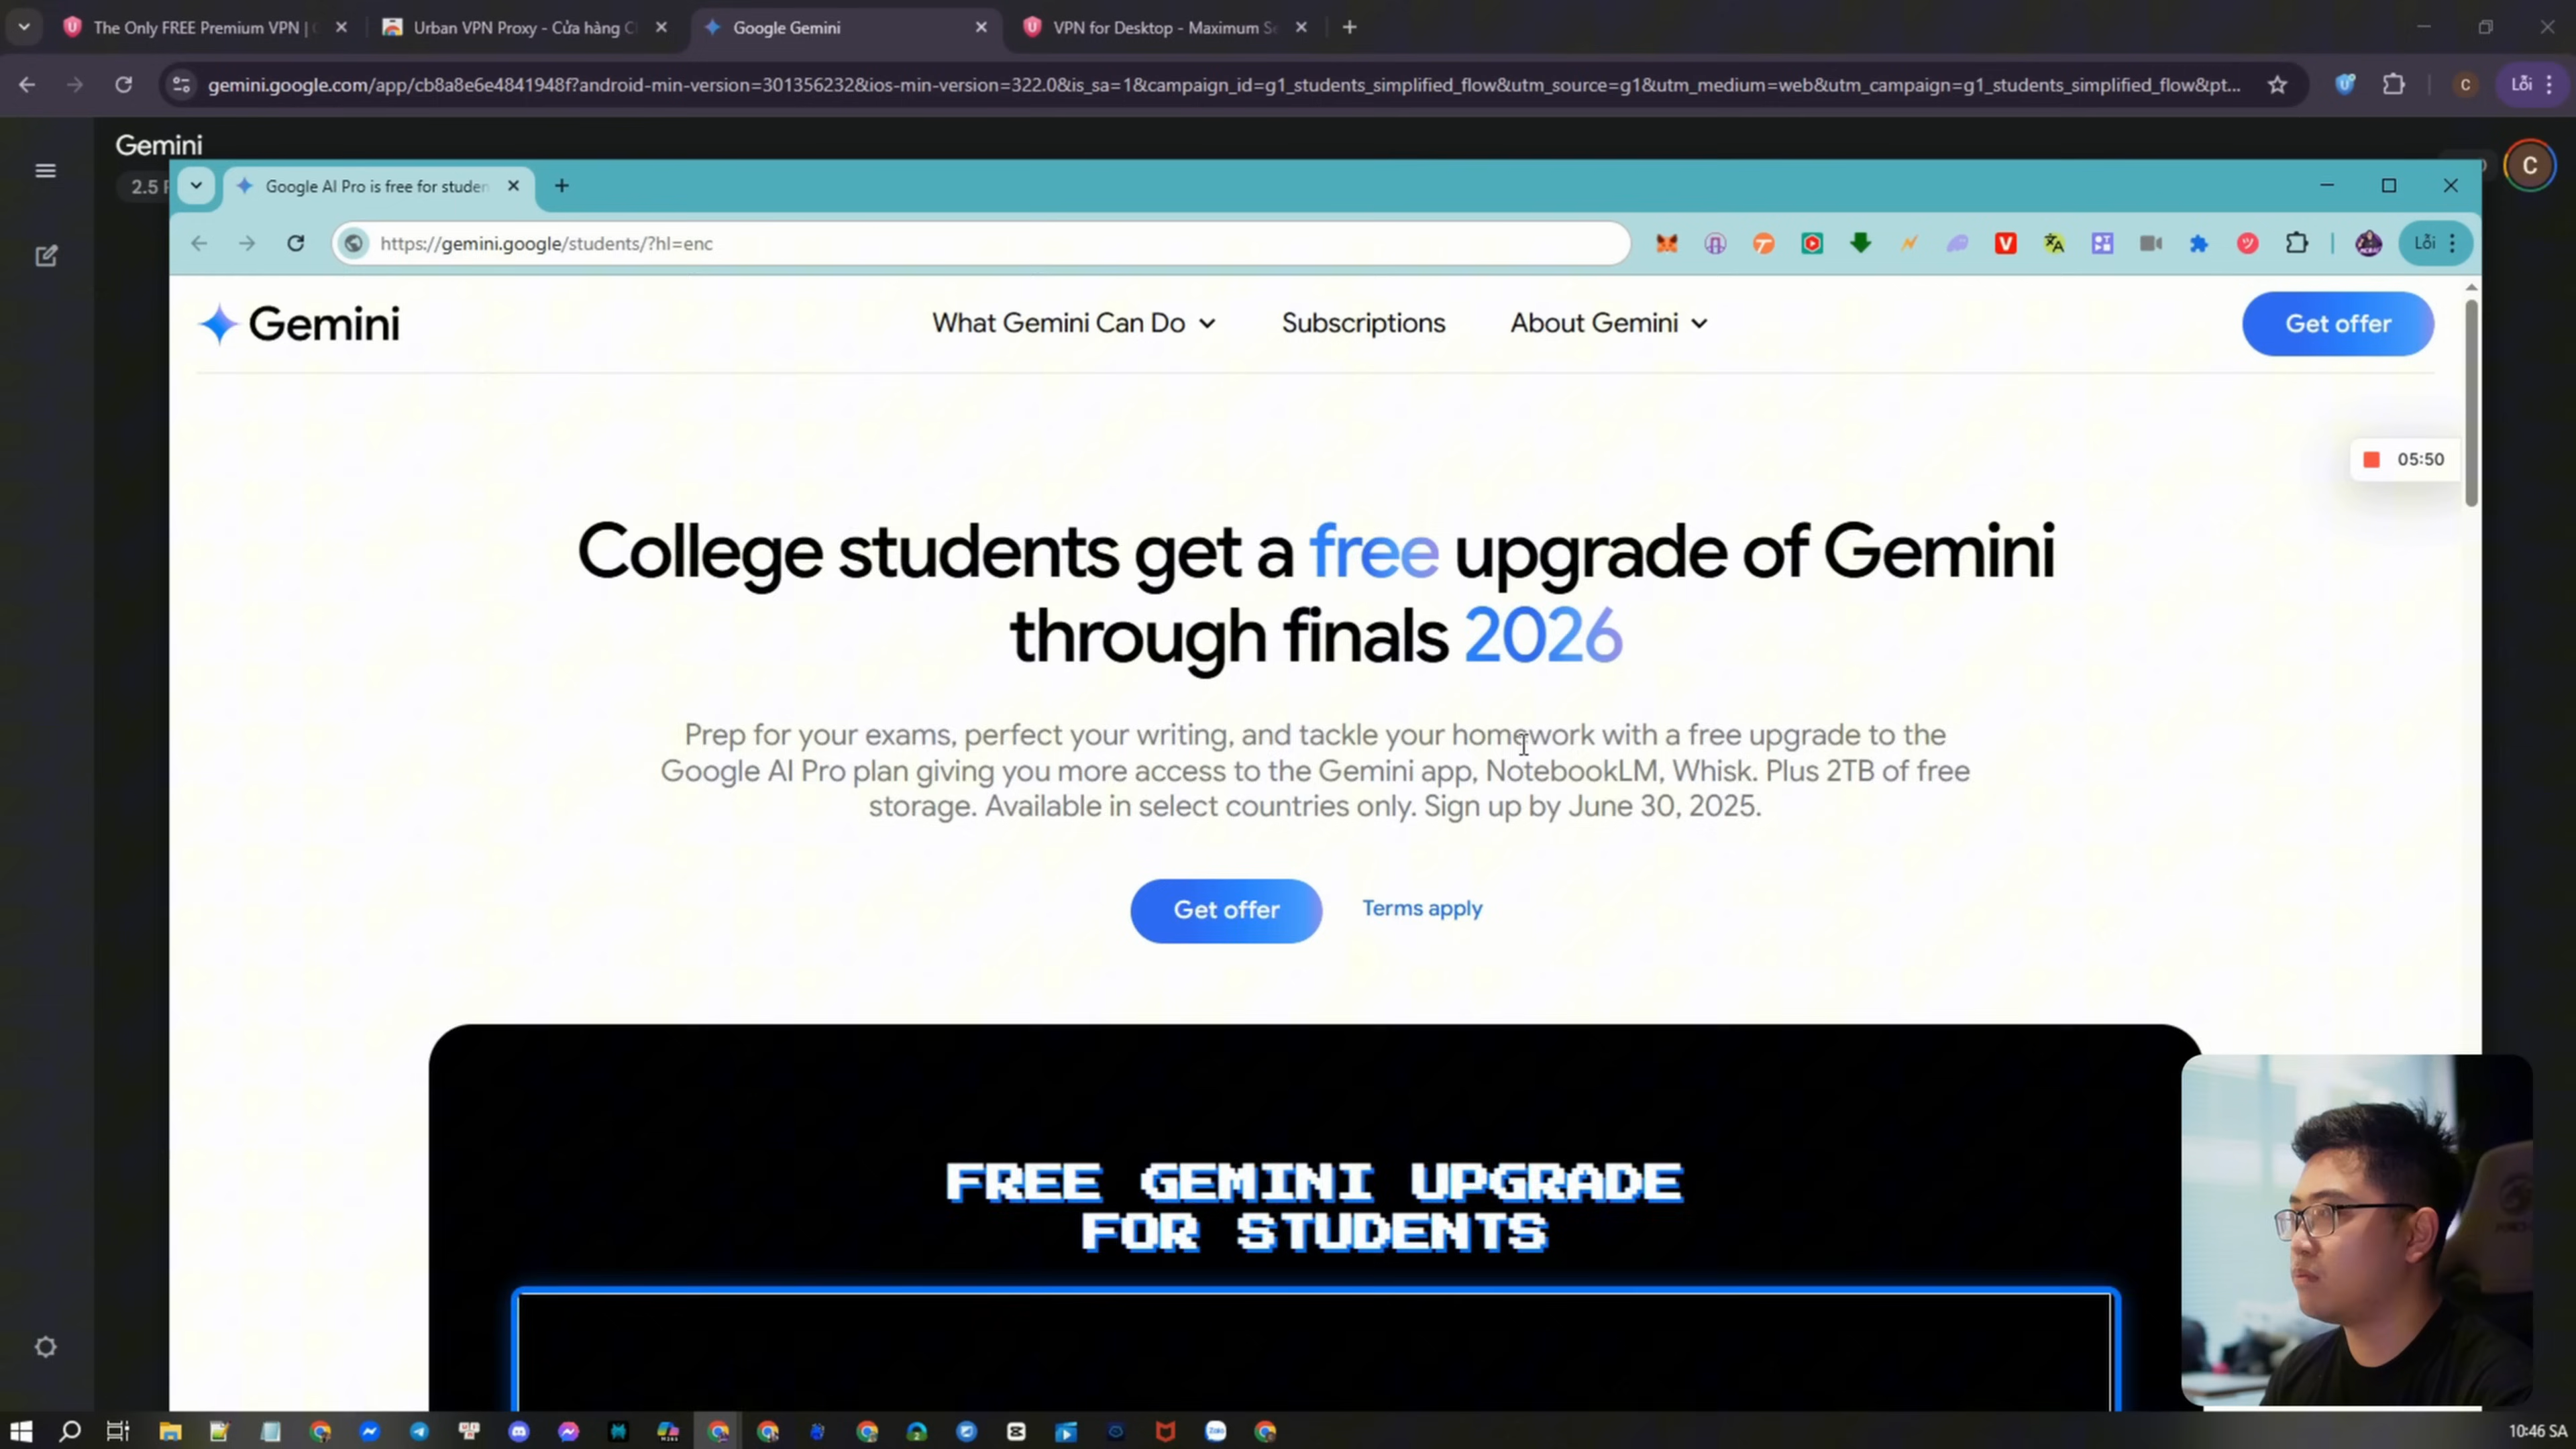 The Only FREE Premium VPN |
Urban VPN Proxy - Cửa hàng C
Google Gemini
VPN for Desktop - Maximum Se
gemini.google.com/app/cb8a8e6e4841948f?android-min-version=301356232&ios-min-version=322.0&is_sa=1&campaign_id=g1_students_simplified_flow&utm_source=g1&utm_medium=web&utm_campaign=g1_students_simplified_flow&pt...
C
Lỗi
Gemini
2.5
C
Google AI Pro is free for studen
https://gemini.google/students/?hl=enc
Lỗi
Gemini
What Gemini Can Do
Subscriptions
About Gemini
Get offer
05:50
College students get a free upgrade of Gemini
through finals 2026
Prep for your exams, perfect your writing, and tackle your homework with a free upgrade to the
Google AI Pro plan giving you more access to the Gemini app, NotebookLM, Whisk. Plus 2TB of free
storage. Available in select countries only. Sign up by June 30, 2025.
Get offer
Terms apply
FREE GEMINI UPGRADE
FOR STUDENTS
10:46 SA